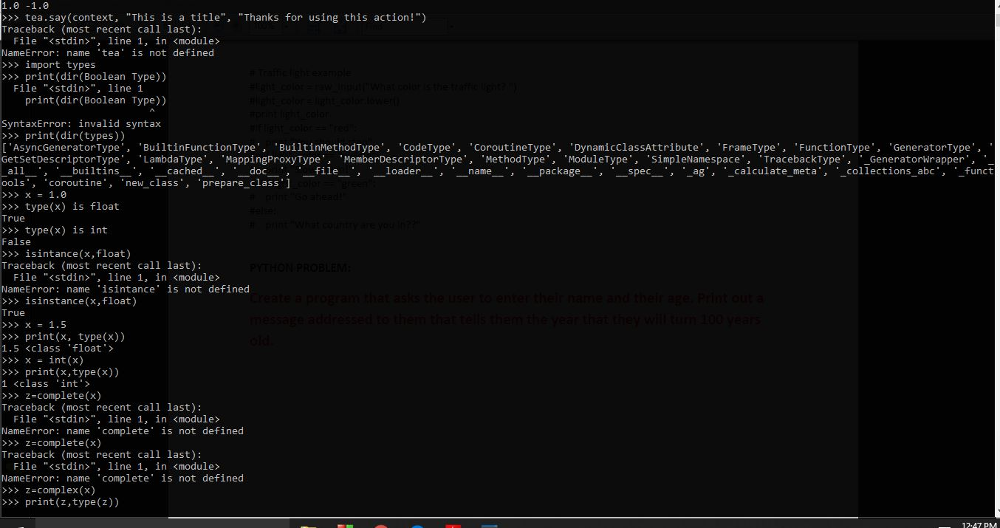 1.0 -1.0
>>> tea.say(context, "This is a title", "Thanks for using this action!")
Traceback (most recent call last):
  File "<stdin>", line 1, in <module>
NameError: name 'tea' is not defined
>>> import types
>>> print(dir(Boolean Type))
  File "<stdin>", line 1
    print(dir(Boolean Type))
                         ^
SyntaxError: invalid syntax
>>> print(dir(types))
['AsyncGeneratorType', 'BuiltinFunctionType', 'BuiltinMethodType', 'CodeType', 'CoroutineType', 'DynamicClassAttribute', 'FrameType', 'FunctionType', 'GeneratorType', '
GetSetDescriptorType', 'LambdaType', 'MappingProxyType', 'MemberDescriptorType', 'MethodType', 'ModuleType', 'SimpleNamespace', 'TracebackType', '_GeneratorWrapper', '_
_all__', '__builtins__', '__cached__', '__doc__', '__file__', '__loader__', '__name__', '__package__', '__spec__', '_ag', '_calculate_meta', '_collections_abc', '_funct
ools', 'coroutine', 'new_class', 'prepare_class']
>>> x = 1.0
>>> type(x) is float
True
>>> type(x) is int
False
>>> isintance(x,float)
Traceback (most recent call last):
  File "<stdin>", line 1, in <module>
NameError: name 'isintance' is not defined
>>> isinstance(x,float)
True
>>> x = 1.5
>>> print(x, type(x))
1.5 <class 'float'>
>>> x = int(x)
>>> print(x,type(x))
1 <class 'int'>
>>> z=complete(x)
Traceback (most recent call last):
  File "<stdin>", line 1, in <module>
NameError: name 'complete' is not defined
>>> z=complete(x)
Traceback (most recent call last):
  File "<stdin>", line 1, in <module>
NameError: name 'complete' is not defined
>>> z=complex(x)
>>> print(z,type(z))
100%
Find
# Traffic light example
#light_color = raw_input("What color is the traffic light? ")
#light_color = light_color.lower()
#print light_color
#if light_color == "red":
"green":
#    print "Go ahead!"
#else:
#    print "What country are you in??"
PYTHON PROBLEM:
Create a program that asks the user to enter their name and their age. Print out a
message addressed to them that tells them the year that they will turn 100 years
old.
12:47 PM